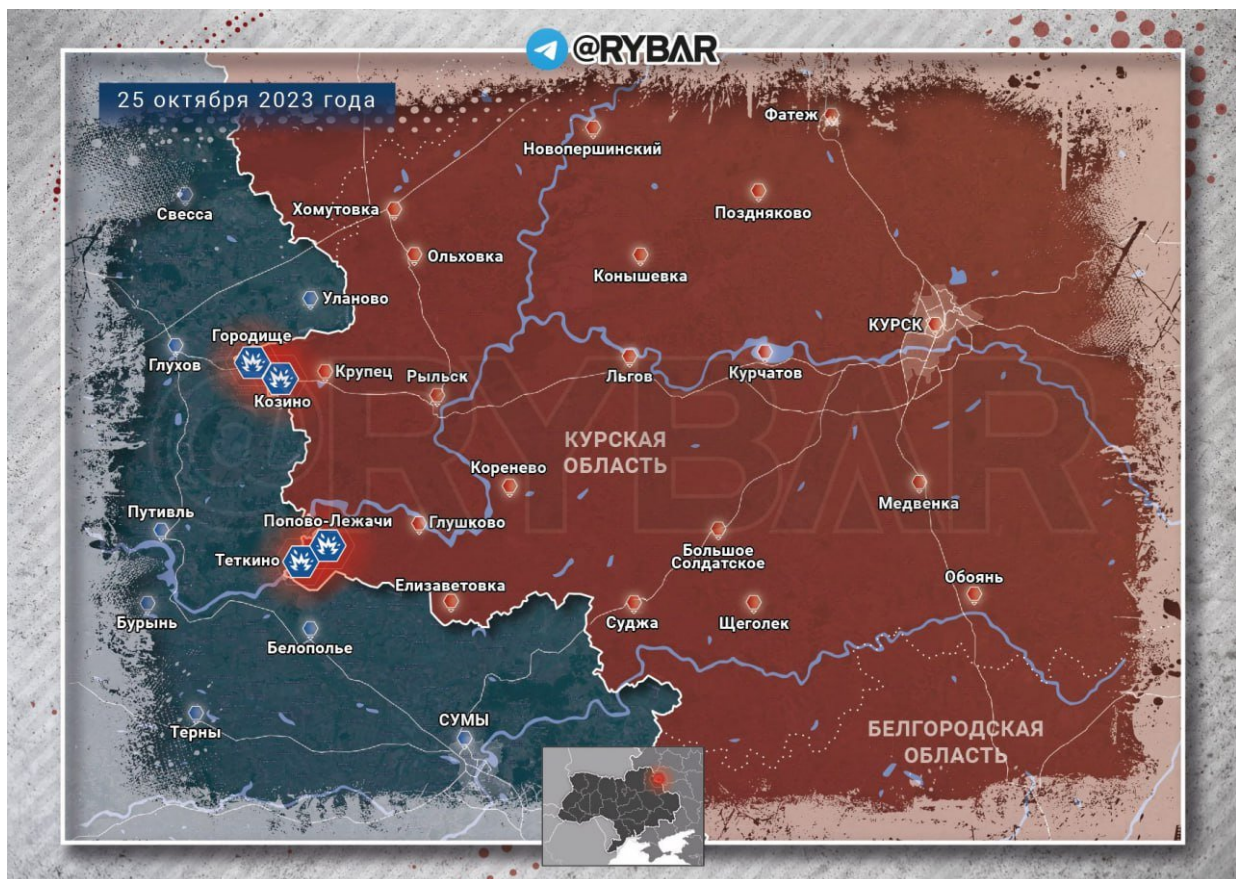 @RYBAR
25 октября 2023 года
Фатеж
Новопершинский
Свесса
Хомутовка
Поздняково
Ольховка
Конышевка
Уланово
Городище
КУРСК
Глухов
Крупец
Рыльск
Льгов
Курчатов
Козино
@RYBAR
КУРСКАЯ
ОБЛАСТЬ
Коренево
Медвенка
Путивль
Попово-Лежачи
Глушково
Теткино
Большое
Солдатское
Елизаветовка
Обоянь
Бурынь
Суджа
Щеголек
Белополье
Терны
СУМЫ
БЕЛГОРОДСКАЯ
ОБЛАСТЬ